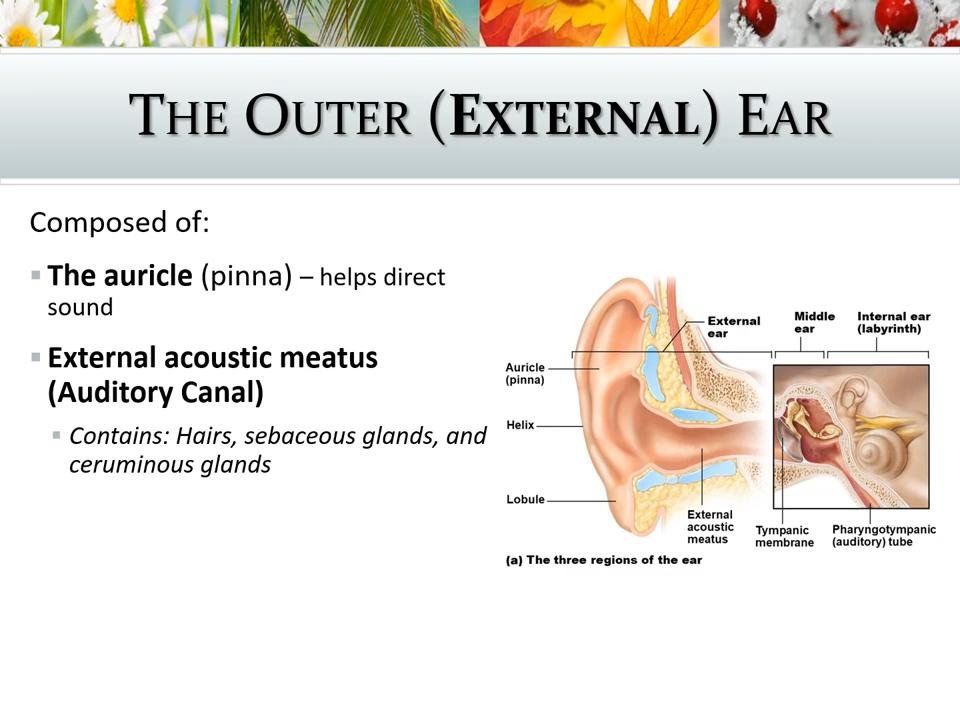 THE OUTER (EXTERNAL) EAR
Composed of:
The auricle (pinna) – helps direct
sound
External acoustic meatus
(Auditory Canal)
Contains: Hairs, sebaceous glands, and
ceruminous glands
External
ear
Middle
ear
Internal ear
(labyrinth)
Auricle
(pinna)
Helix
Lobule
External
acoustic
meatus
Tympanic
membrane
Pharyngotympanic
(auditory) tube
(a) The three regions of the ear